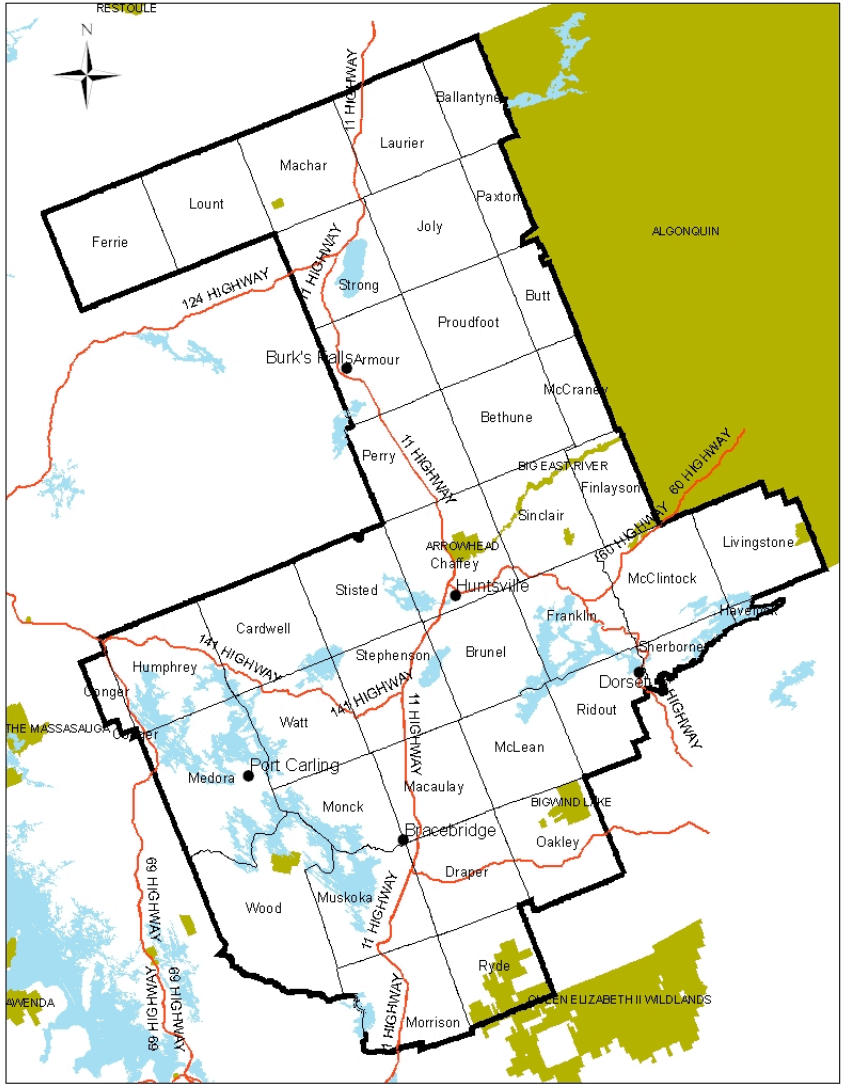 RESTOULE
N
11 HIGHWAY
Ballantyne
Laurier
Machar
Lount
Paxton
Joly
Ferrie
ALGONQUIN
11 HIGHWAY
124 HIGHWAY
Strong
Butt
Proudfoot
Burk's Falls
Armour
McCraney
Bethune
11 HIGHWAY
Perry
60 HIGHWAY
BIG EAST RIVER
Finlayson
Sinclair
60 HIGHWAY
ARROWHEAD
Livingstone
Chaffey
Huntsville
McClintock
Stisted
Franklin
Cardwell
Sherborne
141 HIGHWAY
Stephenson
Brunel
Humphrey
Dorset
Conger
141 HIGHWAY
11 HIGHWAY
Ridout
HIGHWAY
Watt
THE MASSASAUGA
Conger
McLean
Port Carling
Medora
Macaulay
Monck
BIGWIND LAKE
Bracebridge
Oakley
Draper
69 HIGHWAY
Muskoka
Wood
11 HIGHWAY
Ryde
69 HIGHWAY
69 HIGHWAY
AWENDA
QUEEN ELIZABETH II WILDLANDS
11 HIGHWAY
Morrison